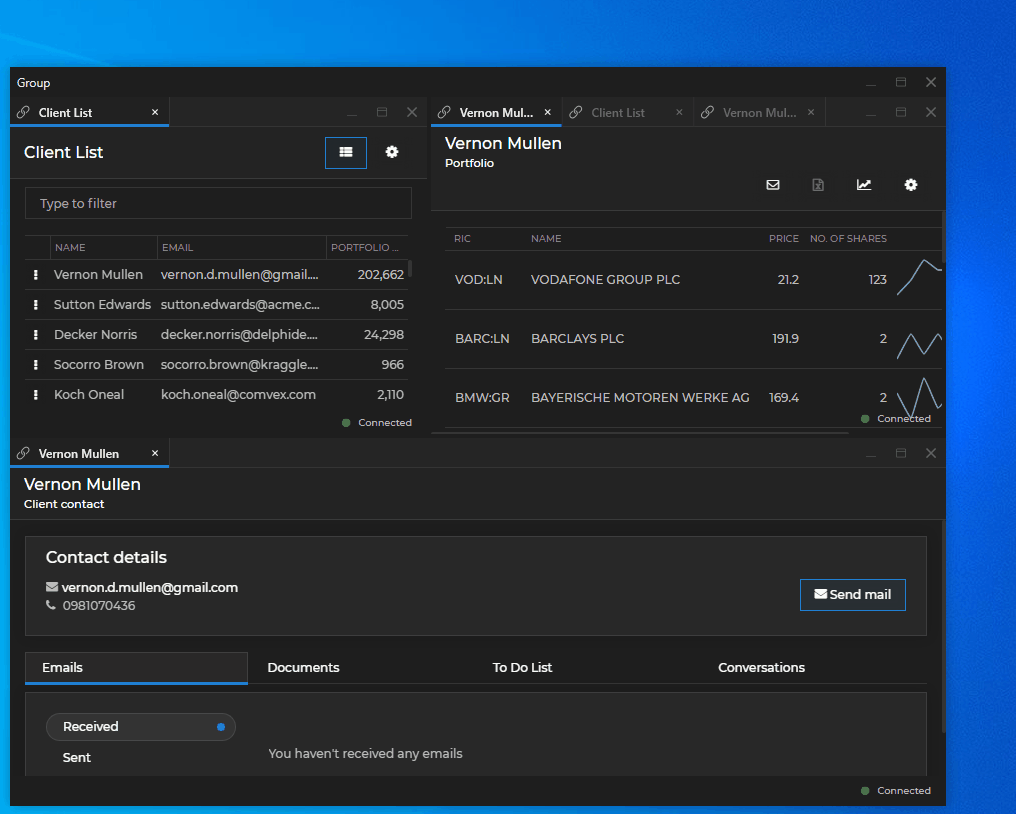 Group
Client List ×
Client List
Type to filter
NAME EMAIL PORTFOLIO ...
Vernon Mullen vernon.d.mullen@gmail.... 202,662
Sutton Edwards sutton.edwards@acme.c... 8,005
Decker Norris decker.norris@delphide.... 24,298
Socorro Brown socorro.brown@kraggle.... 966
Koch Oneal koch.oneal@comvex.com 2,110
Connected
Vernon Mul... × Client List × Vernon Mul... ×
Vernon Mullen
Portfolio
RIC NAME PRICE NO. OF SHARES
VOD:LN VODAFONE GROUP PLC 21.2 123
BARC:LN BARCLAYS PLC 191.9 2
BMW:GR BAYERISCHE MOTOREN WERKE AG 169.4 2
Connected
Vernon Mullen ×
Vernon Mullen
Client contact
Contact details
vernon.d.mullen@gmail.com
0981070436
Send mail
Emails Documents To Do List Conversations
Received
Sent
You haven't received any emails
Connected